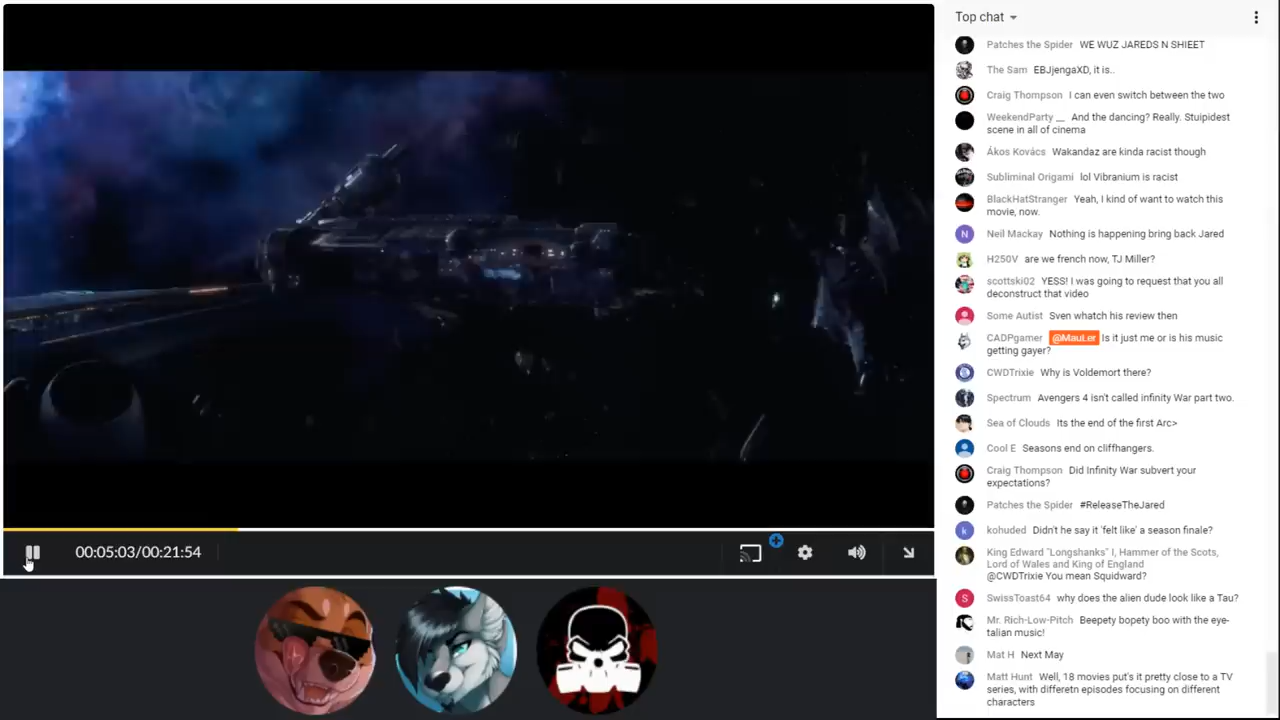 Top chat
Patches the Spider WE WUZ JAREDS N SHIEET
The Sam EBJjengaXD, it is..
Craig Thompson I can even switch between the two
WeekendParty __ And the dancing? Really. Stuipidest
scene in all of cinema
Ákos Kovács Wakandaz are kinda racist though
Subliminal Origami lol Vibranium is racist
BlackHatStranger Yeah, I kind of want to watch this
movie, now.
Neil Mackay Nothing is happening bring back Jared
H250V are we french now, TJ Miller?
scottski02 YESS! I was going to request that you all
deconstruct that video
Some Autist Sven whatch his review then
CADPgamer @MauLer Is it just me or is his music
getting gayer?
CWDTrixie Why is Voldemort there?
Spectrum Avengers 4 isn't called infinity War part two.
Sea of Clouds Its the end of the first Arc>
Cool E Seasons end on cliffhangers.
Craig Thompson Did Infinity War subvert your
expectations?
Patches the Spider #ReleaseTheJared
kohuded Didn't he say it 'felt like' a season finale?
King Edward "Longshanks" I, Hammer of the Scots,
Lord of Wales and King of England
@CWDTrixie You mean Squidward?
SwissToast64 why does the alien dude look like a Tau?
Mr. Rich-Low-Pitch Beepety bopety boo with the eye-
talian music!
Mat H Next May
Matt Hunt Well, 18 movies put's it pretty close to a TV
series, with differetn episodes focusing on different
characters
00:05:03/00:21:54
N
S
k